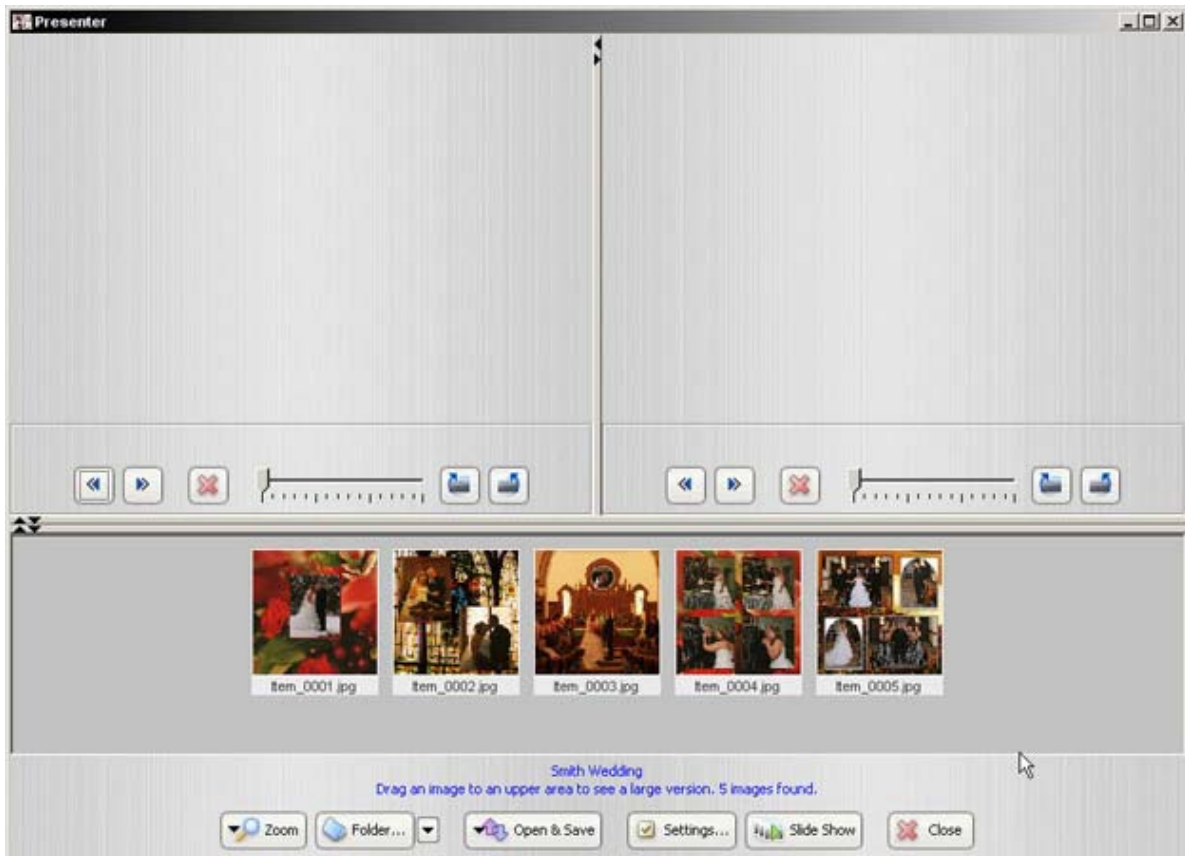 Presenter
Item_0001.jpg
Item_0002.jpg
Item_0003.jpg
Item_0004.jpg
Item_0005.jpg
Smith Wedding
Drag an image to an upper area to see a large version. 5 images found.
Zoom
Folder...
Open & Save
Settings...
Slide Show
Close